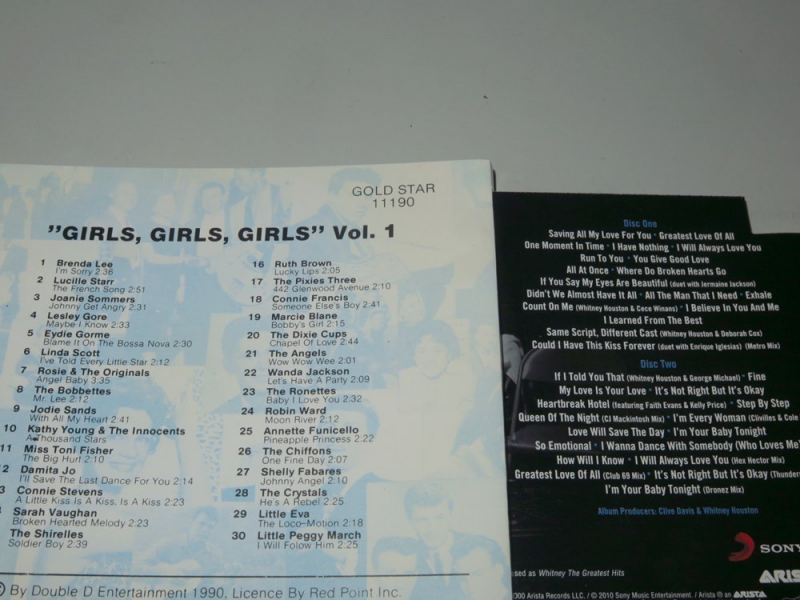 GOLD STAR
11190
"GIRLS, GIRLS, GIRLS" Vol. 1
1 Brenda Lee
I'm Sorry 2:36
2 Lucille Starr
The French Song 2:51
3 Joanie Sommers
Johnny Get Angry 2:31
4 Lesley Gore
Maybe I Know 2:33
5 Eydie Gorme
Blame It On The Bossa Nova 2:30
6 Linda Scott
I've Told Every Little Star 2:12
7 Rosie & The Originals
Angel Baby 3:35
8 The Bobbettes
Mr. Lee 2:12
9 Jodie Sands
With All My Heart 2:41
10 Kathy Young & The Innocents
A Thousand Stars
11 Miss Toni Fisher
The Big Hurt 2:10
2 Damita Jo
I'll Save The Last Dance For You 2:14
3 Connie Stevens
A Little Kiss Is A Kiss, Is A Kiss 2:23
Sarah Vaughan
Broken Hearted Melody 2:23
The Shirelles
Soldier Boy 2:39
16 Ruth Brown
Lucky Lips 2:05
17 The Pixies Three
442 Glenwood Avenue 2:10
18 Connie Francis
Someone Else's Boy 2:41
19 Marcie Blane
Bobby's Girl 2:15
20 The Dixie Cups
Chapel Of Love 2:44
21 The Angels
Wow Wow Wee 2:01
22 Wanda Jackson
Let's Have A Party 2:09
23 The Ronettes
Baby I Love You 2:32
24 Robin Ward
Moon River 2:12
25 Annette Funicello
Pineapple Princess 2:22
26 The Chiffons
One Fine Day 2:07
27 Shelly Fabares
Johnny Angel 2:10
28 The Crystals
He's A Rebel 2:25
29 Little Eva
The Loco-Motion 2:18
30 Little Peggy March
I Will Folow Him 2:25
© By Double D Entertainment 1990, Licence By Red Point Inc.
Disc One
Saving All My Love For You · Greatest Love Of All
One Moment In Time · I Have Nothing · I Will Always Love You
Run To You · You Give Good Love
All At Once · Where Do Broken Hearts Go
If You Say My Eyes Are Beautiful (duet with Jermaine Jackson)
Didn't We Almost Have It All · All The Man That I Need · Exhale
Count On Me (Whitney Houston & Cece Winans) · I Believe In You And Me
I Learned From The Best
Same Script, Different Cast (Whitney Houston & Deborah Cox)
Could I Have This Kiss Forever (duet with Enrique Iglesias) (Metro Mix)
Disc Two
If I Told You That (Whitney Houston & George Michael) · Fine
My Love Is Your Love · It's Not Right But It's Okay
Heartbreak Hotel (featuring Faith Evans & Kelly Price) · Step By Step
Queen Of The Night (CJ Mackintosh Mix) · I'm Every Woman (Clivilles & Cole
Love Will Save The Day · I'm Your Baby Tonight
So Emotional · I Wanna Dance With Somebody (Who Loves Me)
How Will I Know · I Will Always Love You (Hex Hector Mix)
Greatest Love Of All (Club 69 Mix) · It's Not Right But It's Okay (Thunder
I'm Your Baby Tonight (Dronez Mix)
Album Producers: Clive Davis & Whitney Houston
SONY
sed as Whitney The Greatest Hits
ARIS
000 Arista Records LLC. / © 2010 Sony Music Entertainment. / Arista ® an ARISTA